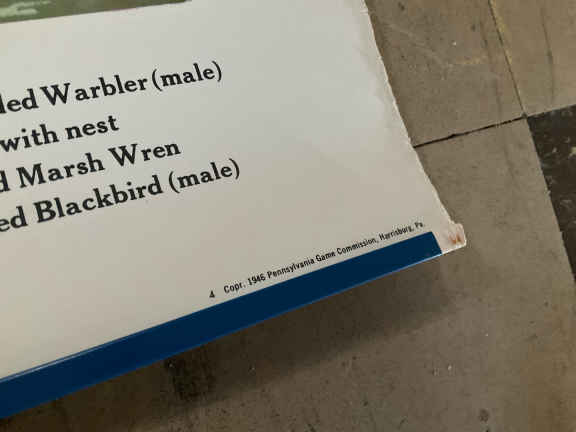 led Warbler (male)
with nest
d Marsh Wren
ed Blackbird (male)
4 Copr. 1946 Pennsylvania Game Commission, Harrisburg, Pa.